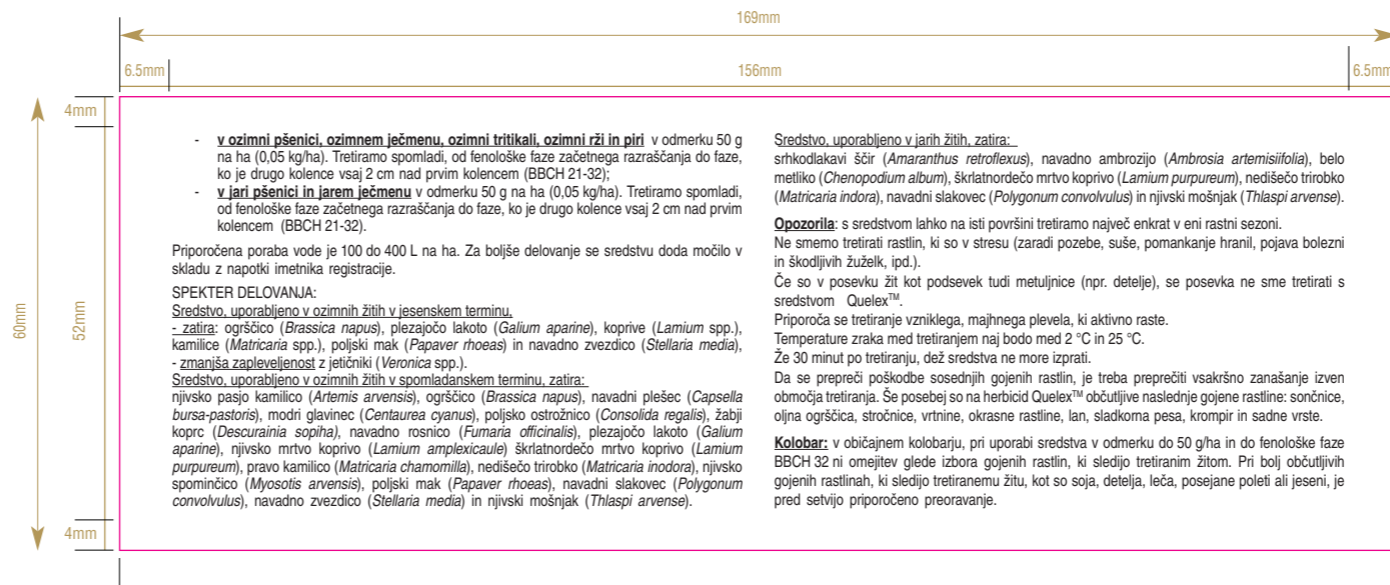 169mm
6.5mm
156mm
6.5mm
4mm
60mm
52mm
4mm
- v ozimni pšenici, ozimnem ječmenu, ozimni tritikali, ozimni rži in piri v odmerku 50 g
na ha (0,05 kg/ha). Tretiramo spomladi, od fenološke faze začetnega razraščanja do faze,
ko je drugo kolence vsaj 2 cm nad prvim kolencem (BBCH 21-32);
- v jari pšenici in jarem ječmenu v odmerku 50 g na ha (0,05 kg/ha). Tretiramo spomladi,
od fenološke faze začetnega razraščanja do faze, ko je drugo kolence vsaj 2 cm nad prvim
kolencem (BBCH 21-32).
Priporočena poraba vode je 100 do 400 L na ha. Za boljše delovanje se sredstvu doda močilo v
skladu z napotki imetnika registracije.
SPEKTER DELOVANJA:
Sredstvo, uporabljeno v ozimnih žitih v jesenskem terminu,
- zatira: ogrščico (Brassica napus), plezajočo lakoto (Galium aparine), koprive (Lamium spp.),
kamilice (Matricaria spp.), poljski mak (Papaver rhoeas) in navadno zvezdico (Stellaria media),
- zmanjša zapleveljenost z jetičniki (Veronica spp.).
Sredstvo, uporabljeno v ozimnih žitih v spomladanskem terminu, zatira:
njivsko pasjo kamilico (Artemis arvensis), ogrščico (Brassica napus), navadni plešec (Capsella
bursa-pastoris), modri glavinec (Centaurea cyanus), poljsko ostrožnico (Consolida regalis), žabji
koprc (Descurainia sopiha), navadno rosnico (Fumaria officinalis), plezajočo lakoto (Galium
aparine), njivsko mrtvo koprivo (Lamium amplexicaule) škrlatnordečo mrtvo koprivo (Lamium
purpureum), pravo kamilico (Matricaria chamomilla), nedišečo trirobko (Matricaria inodora), njivsko
spominčico (Myosotis arvensis), poljski mak (Papaver rhoeas), navadni slakovec (Polygonum
convolvulus), navadno zvezdico (Stellaria media) in njivski mošnjak (Thlaspi arvense).
Sredstvo, uporabljeno v jarih žitih, zatira:
srhkodlakavi ščir (Amaranthus retroflexus), navadno ambrozijo (Ambrosia artemisiifolia), belo
metliko (Chenopodium album), škrlatnordečo mrtvo koprivo (Lamium purpureum), nedišečo trirobko
(Matricaria indora), navadni slakovec (Polygonum convolvulus) in njivski mošnjak (Thlaspi arvense).
Opozorila: s sredstvom lahko na isti površini tretiramo največ enkrat v eni rastni sezoni.
Ne smemo tretirati rastlin, ki so v stresu (zaradi pozebe, suše, pomankanje hranil, pojava bolezni
in škodljivih žuželk, ipd.).
Če so v posevku žit kot podsevek tudi metuljnice (npr. detelje), se posevka ne sme tretirati s
sredstvom Quelex™.
Priporoča se tretiranje vzniklega, majhnega plevela, ki aktivno raste.
Temperature zraka med tretiranjem naj bodo med 2 °C in 25 °C.
Že 30 minut po tretiranju, dež sredstva ne more izprati.
Da se prepreči poškodbe sosednjih gojenih rastlin, je treba preprečiti vsakršno zanašanje izven
območja tretiranja. Še posebej so na herbicid Quelex™ občutljive naslednje gojene rastline: sončnice,
oljna ogrščica, stročnice, vrtnine, okrasne rastline, lan, sladkorna pesa, krompir in sadne vrste.
Kolobar: v običajnem kolobarju, pri uporabi sredstva v odmerku do 50 g/ha in do fenološke faze
BBCH 32 ni omejitev glede izbora gojenih rastlin, ki sledijo tretiranim žitom. Pri bolj občutljivih
gojenih rastlinah, ki sledijo tretiranemu žitu, kot so soja, detelja, leča, posejane poleti ali jeseni, je
pred setvijo priporočeno preoravanje.